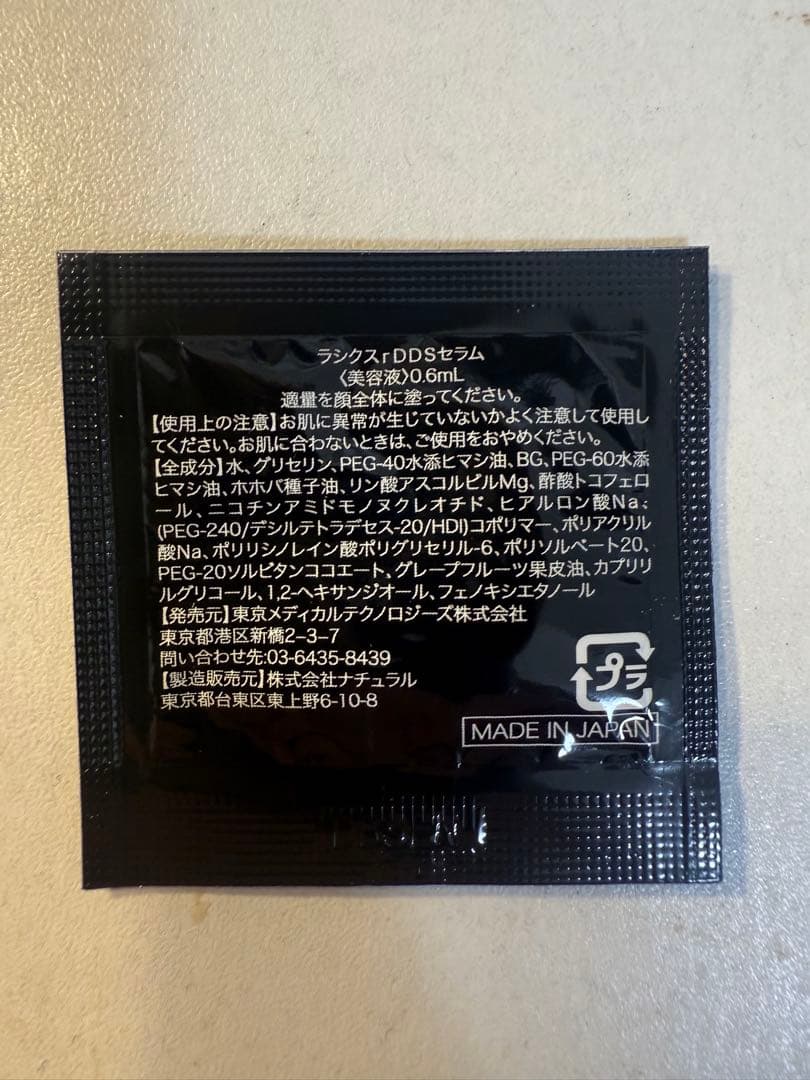 ラシクスrDDSセラム
〈美容液〉0.6mL
適量を顔全体に塗ってください。
【使用上の注意】お肌に異常が生じていないかよく注意して使用し
てください。お肌に合わないときは、ご使用をおやめください。
【全成分】水、グリセリン、PEG-40水添ヒマシ油、BG、PEG-60水添
ヒマシ油、ホホバ種子油、リン酸アスコルビルMg、酢酸トコフェロ
ール、ニコチンアミドモノヌクレオチド、ヒアルロン酸Na、
(PEG-240/デシルテトラデセス-20/HDI)コポリマー、ポリアクリル
酸Na、ポリリシノレイン酸ポリグリセリル-6、ポリソルベート20、
PEG-20ソルビタンココエート、グレープフルーツ果皮油、カプリリ
ルグリコール、1,2-ヘキサンジオール、フェノキシエタノール
【発売元】東京メディカルテクノロジーズ株式会社
東京都港区新橋2-3-7
問い合わせ先:03-6435-8439
【製造販売元】株式会社ナチュラル
東京都台東区東上野6-10-8
プラ
MADE IN JAPAN